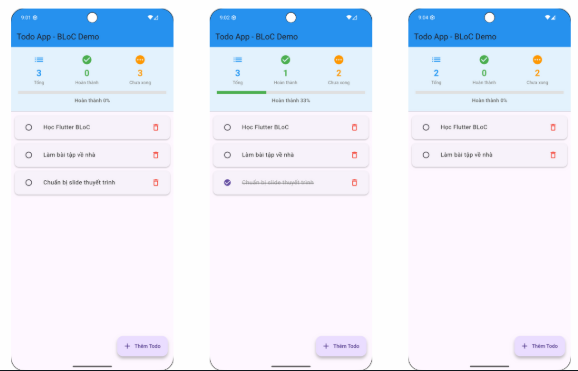 9:01
Todo App - BLoC Demo
3
0
3
Tổng
Hoàn thành
Chưa xong
Hoàn thành 0%
Học Flutter BLoC
Làm bài tập về nhà
Chuẩn bị slide thuyết trình
+ Thêm Todo
9:02
Todo App - BLoC Demo
3
1
2
Tổng
Hoàn thành
Chưa xong
Hoàn thành 33%
Học Flutter BLoC
Làm bài tập về nhà
Chuẩn bị slide thuyết trình
+ Thêm Todo
9:04
Todo App - BLoC Demo
2
0
2
Tổng
Hoàn thành
Chưa xong
Hoàn thành 0%
Học Flutter BLoC
Làm bài tập về nhà
+ Thêm Todo